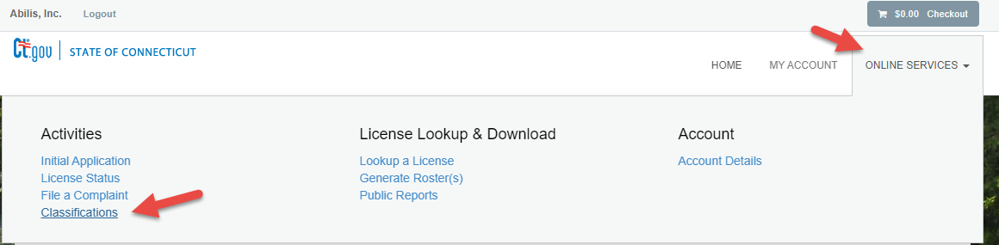 Abilis, Inc. Logout $0.00 Checkout
Ct.gov STATE OF CONNECTICUT
HOME MY ACCOUNT ONLINE SERVICES
Activities License Lookup & Download Account
Initial Application Lookup a License Account Details
License Status Generate Roster(s)
File a Complaint Public Reports
Classifications